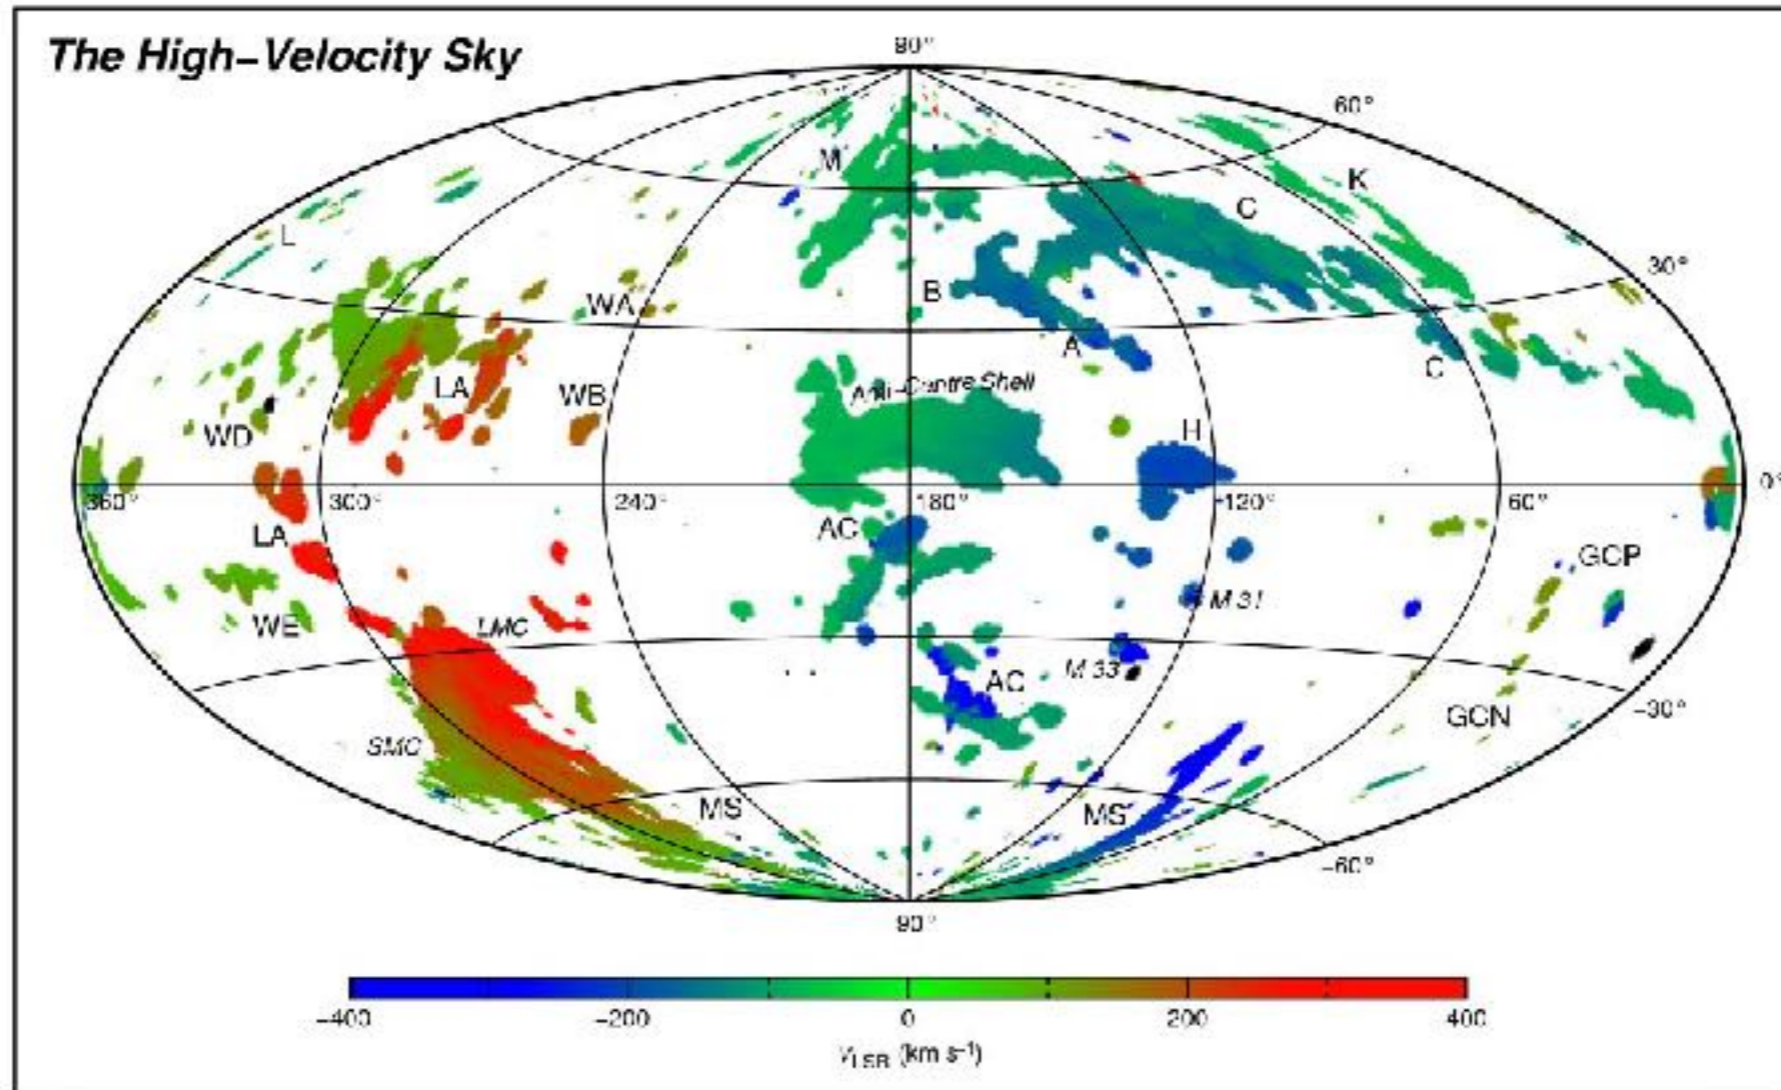 The High-Velocity Sky
90°
60°
M
K
C
L
30°
B
WA
A
C
LA
Anti-Centre Shell
WB
WD
H
0°
360°
300°
240°
180°
120°
60°
AC
LA
GCP
WE
LMC
M 31
M 33
AC
-30°
GCN
SMC
MS
MS
-60°
90°
-400
-200
0
200
400
VLSR (km s⁻¹)